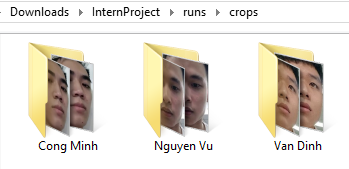 Downloads InternProject runs crops
Cong Minh Nguyen Vu Van Dinh